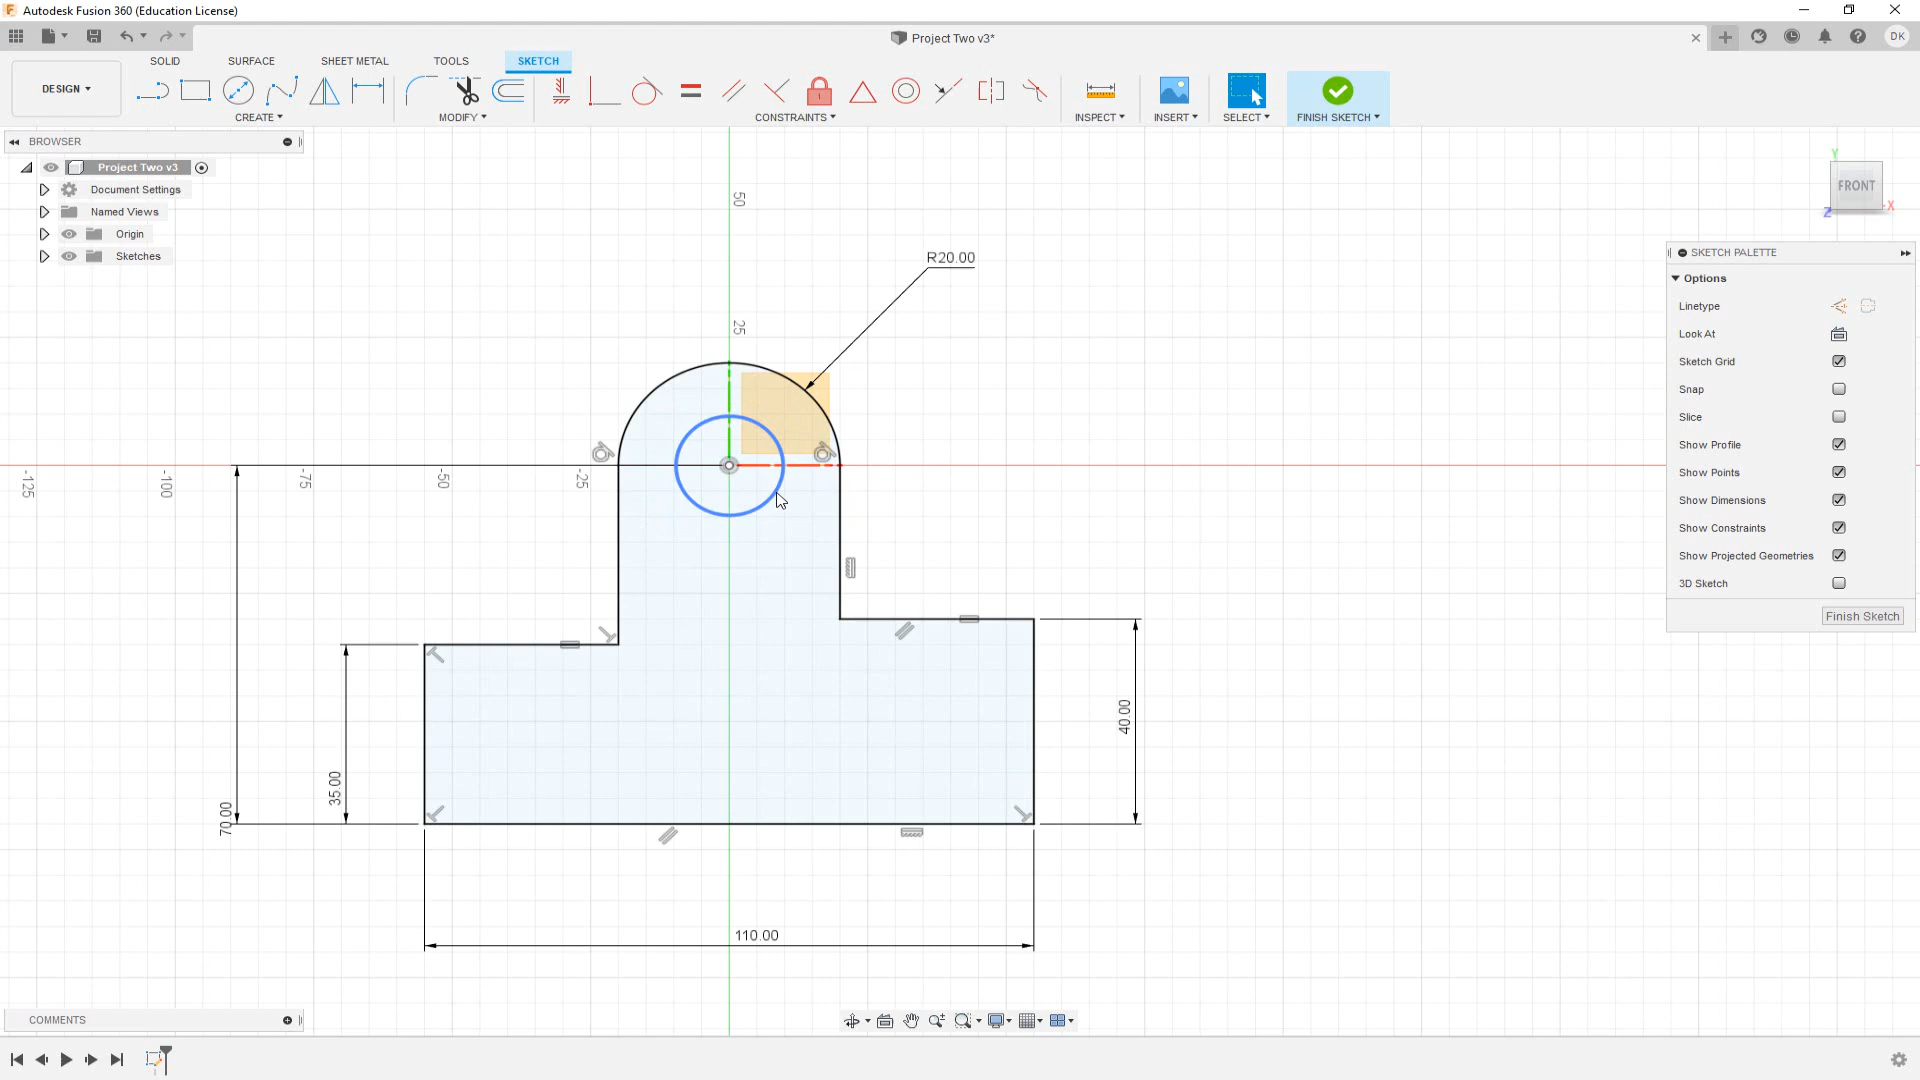 Autodesk Fusion 360 (Education License)
Project Two v3*
DK
SOLID
SURFACE
SHEET METAL
TOOLS
SKETCH
DESIGN
CREATE
MODIFY
CONSTRAINTS
INSPECT
INSERT
SELECT
FINISH SKETCH
BROWSER
Project Two v3
Document Settings
Named Views
Origin
Sketches
Y
FRONT
X
Z
SKETCH PALETTE
Options
Linetype
Look At
Sketch Grid
Snap
Slice
Show Profile
Show Points
Show Dimensions
Show Constraints
Show Projected Geometries
3D Sketch
Finish Sketch
50
25
R20.00
-125
-100
-75
-50
-25
70.00
35.00
40.00
110.00
COMMENTS